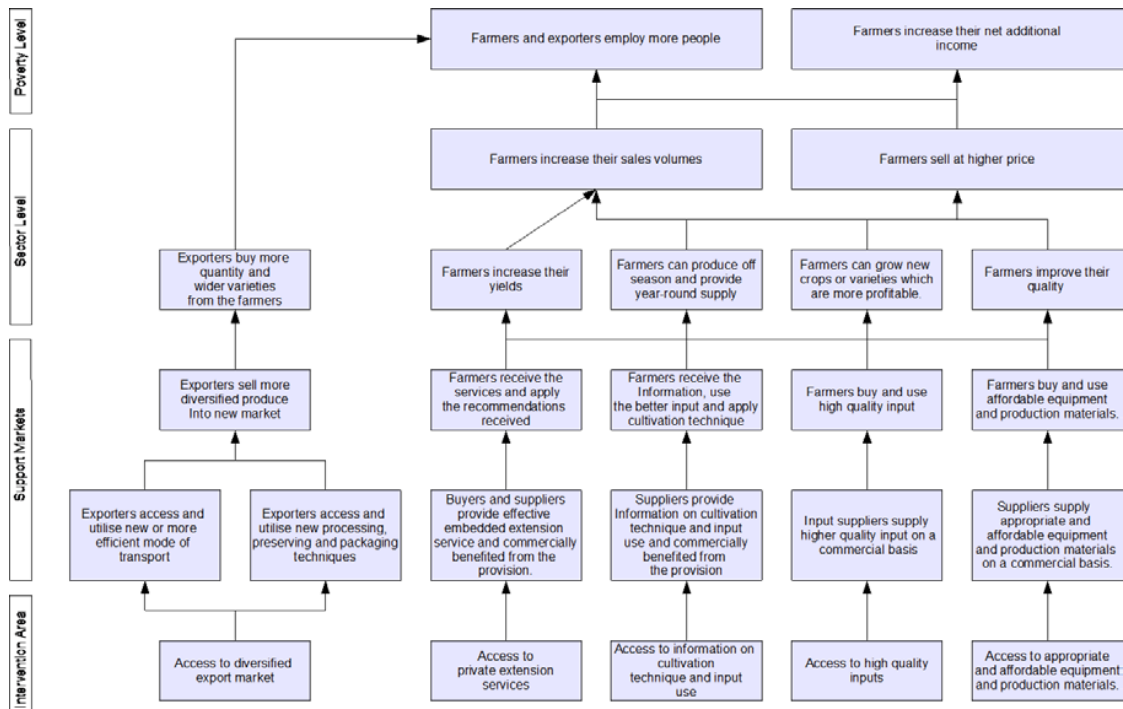 Poverty Level
Farmers and exporters employ more people
Farmers increase their net additional
income
Sector Level
Farmers increase their sales volumes
Farmers sell at higher price
Exporters buy more
quantity and
wider varieties
from the farmers
Farmers increase their
yields
Farmers can produce off
season and provide
year-round supply
Farmers can grow new
crops or varieties which
are more profitable.
Farmers improve their
quality
Support Markets
Exporters sell more
diversified produce
Into new market
Farmers receive the
services and apply
the recommendations
received
Farmers receive the
Information, use
the better input and apply
cultivation technique
Farmers buy and use
high quality input
Farmers buy and use
affordable equipment
and production materials.
Exporters access and
utilise new or more
efficient mode of
transport
Exporters access and
utilise new processing,
preserving and packaging
techniques
Buyers and suppliers
provide effective
embedded extension
service and commercially
benefited from the
provision.
Suppliers provide
Information on cultivation
technique and input
use and commercially
benefited from
the provision
Input suppliers supply
higher quality input on a
commercial basis
Suppliers supply
appropriate and
affordable equipment
and production materials
on a commercial basis.
Intervention Area
Access to diversified
export market
Access to
private extension
services
Access to information on
cultivation
technique and input
use
Access to high quality
inputs
Access to appropriate
and affordable equipment
and production materials.